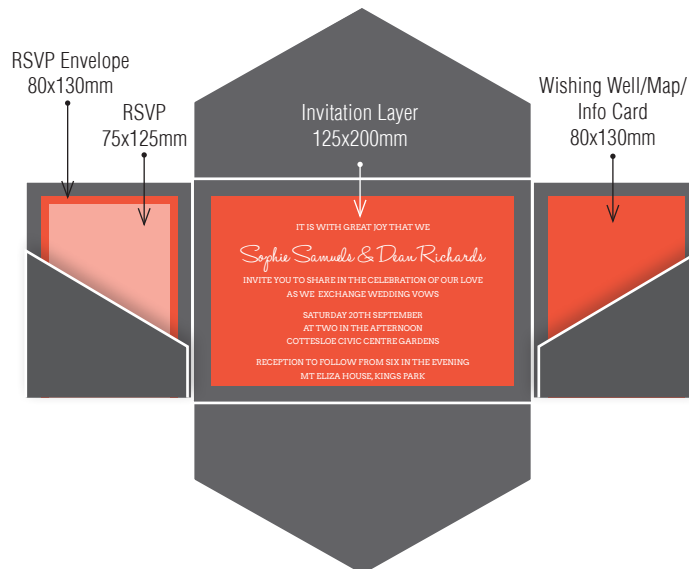 RSVP Envelope
80x130mm
RSVP
75x125mm
Invitation Layer
125x200mm
Wishing Well/Map/
Info Card
80x130mm
IT IS WITH GREAT JOY THAT WE
Sophie Samuels & Dean Richards
INVITE YOU TO SHARE IN THE CELEBRATION OF OUR LOVE
AS WE EXCHANGE WEDDING VOWS
SATURDAY 20TH SEPTEMBER
AT TWO IN THE AFTERNOON
COTTESLOE CIVIC CENTRE GARDENS
RECEPTION TO FOLLOW FROM SIX IN THE EVENING
MT ELIZA HOUSE, KINGS PARK